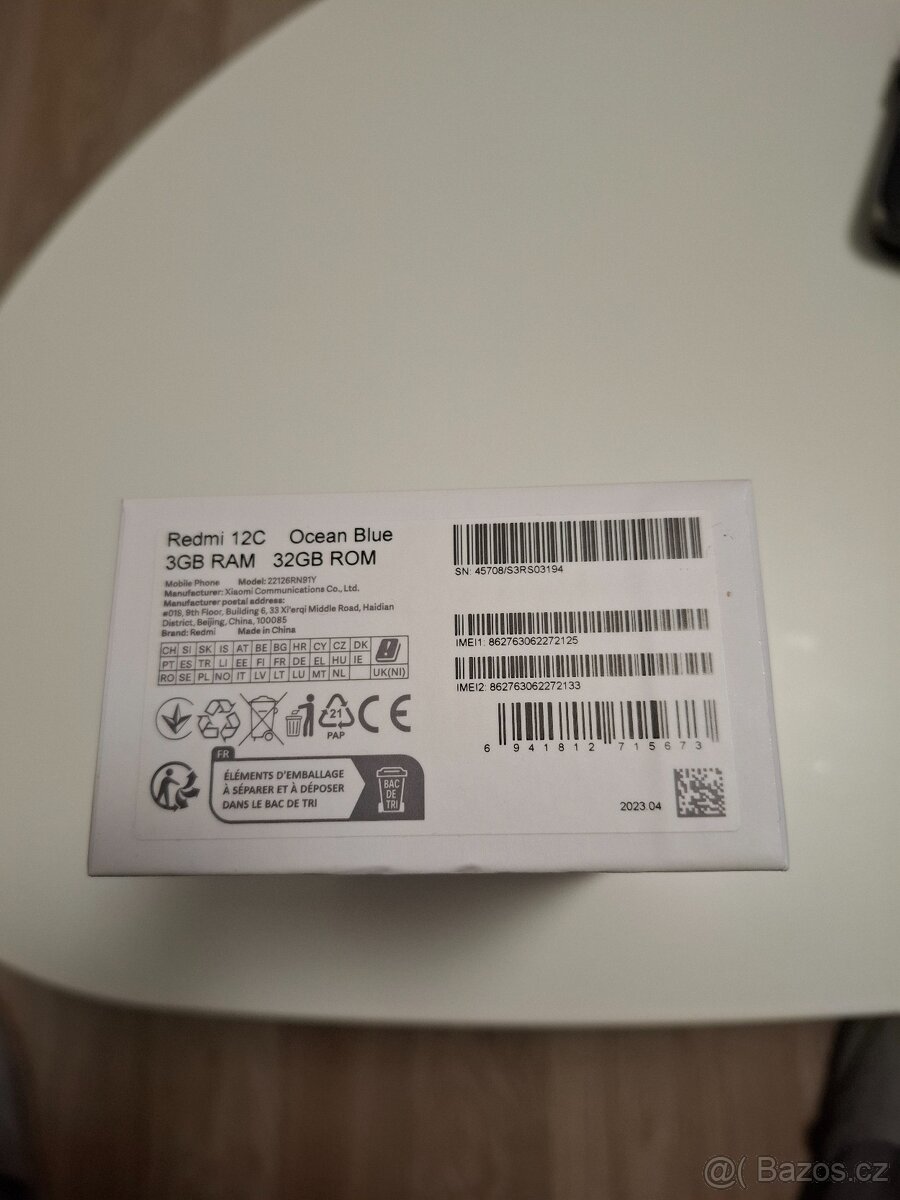 Redmi 12C Ocean Blue
3GB RAM 32GB ROM
Mobile Phone Model: 22126RN91Y
Manufacturer: Xiaomi Communications Co., Ltd.
Manufacturer postal address:
#019, 9th Floor, Building 6, 33 Xi'erqi Middle Road, Haidian
District, Beijing, China, 100085
Brand: Redmi Made in China
CH SI SK IS AT BE BG HR CY CZ DK
PT ES TR LI EE FI FR DE EL HU IE
RO SE PL NO IT LV LT LU MT NL UK(NI)
21
PAP
CE
FR
ÉLÉMENTS D'EMBALLAGE
À SÉPARER ET À DÉPOSER
DANS LE BAC DE TRI
BAC
DE
TRI
SN: 45708/S3RS03194
IMEI1: 862763062272125
IMEI2: 862763062272133
6 941812 715673
2023.04
@( Bazos.cz